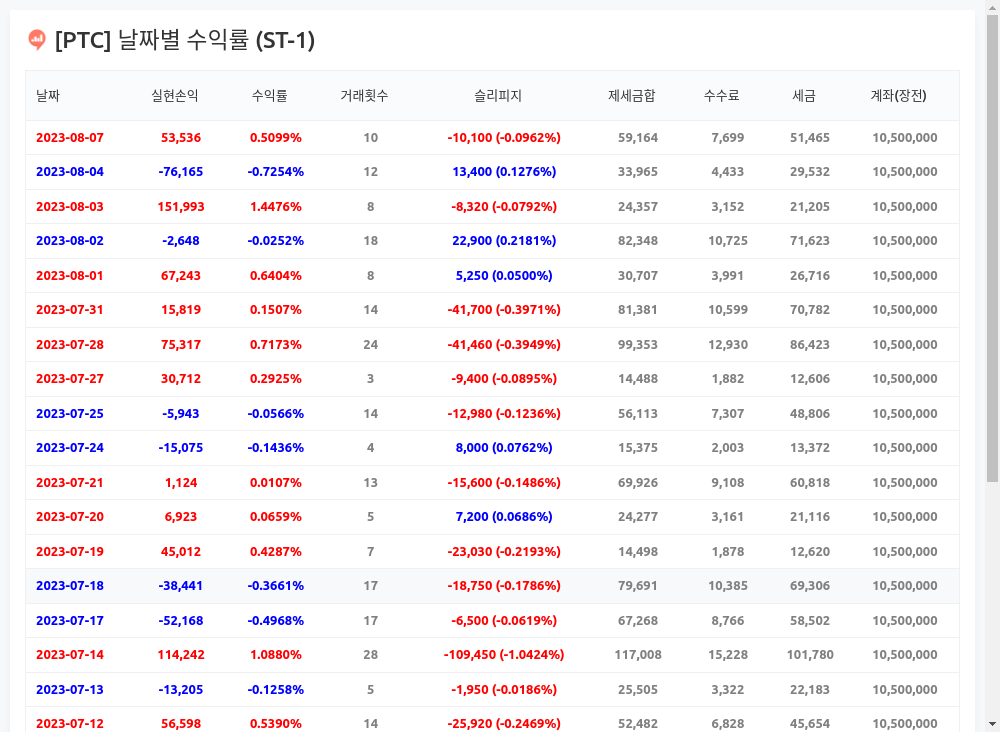 [PTC] 날짜별 수익률 (ST-1)
날짜 실현손익 수익률 거래횟수 슬리피지 제세금합 수수료 세금 계좌(장전)
2023-08-07 53,536 0.5099% 10 -10,100 (-0.0962%) 59,164 7,699 51,465 10,500,000
2023-08-04 -76,165 -0.7254% 12 13,400 (0.1276%) 33,965 4,433 29,532 10,500,000
2023-08-03 151,993 1.4476% 8 -8,320 (-0.0792%) 24,357 3,152 21,205 10,500,000
2023-08-02 -2,648 -0.0252% 18 22,900 (0.2181%) 82,348 10,725 71,623 10,500,000
2023-08-01 67,243 0.6404% 8 5,250 (0.0500%) 30,707 3,991 26,716 10,500,000
2023-07-31 15,819 0.1507% 14 -41,700 (-0.3971%) 81,381 10,599 70,782 10,500,000
2023-07-28 75,317 0.7173% 24 -41,460 (-0.3949%) 99,353 12,930 86,423 10,500,000
2023-07-27 30,712 0.2925% 3 -9,400 (-0.0895%) 14,488 1,882 12,606 10,500,000
2023-07-25 -5,943 -0.0566% 14 -12,980 (-0.1236%) 56,113 7,307 48,806 10,500,000
2023-07-24 -15,075 -0.1436% 4 8,000 (0.0762%) 15,375 2,003 13,372 10,500,000
2023-07-21 1,124 0.0107% 13 -15,600 (-0.1486%) 69,926 9,108 60,818 10,500,000
2023-07-20 6,923 0.0659% 5 7,200 (0.0686%) 24,277 3,161 21,116 10,500,000
2023-07-19 45,012 0.4287% 7 -23,030 (-0.2193%) 14,498 1,878 12,620 10,500,000
2023-07-18 -38,441 -0.3661% 17 -18,750 (-0.1786%) 79,691 10,385 69,306 10,500,000
2023-07-17 -52,168 -0.4968% 17 -6,500 (-0.0619%) 67,268 8,766 58,502 10,500,000
2023-07-14 114,242 1.0880% 28 -109,450 (-1.0424%) 117,008 15,228 101,780 10,500,000
2023-07-13 -13,205 -0.1258% 5 -1,950 (-0.0186%) 25,505 3,322 22,183 10,500,000
2023-07-12 56,598 0.5390% 14 -25,920 (-0.2469%) 52,482 6,828 45,654 10,500,000